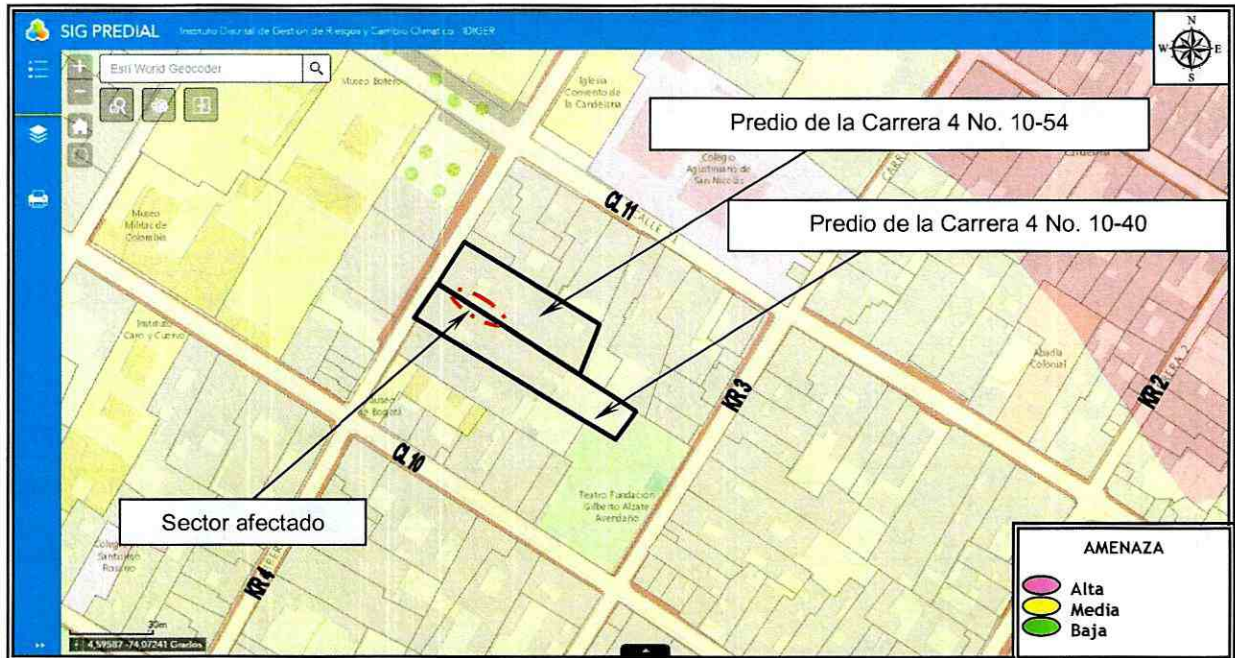 SIG PREDIAL
Instituto Distrital de Gestión de Riesgos y Cambio Climático - IDIGER
N
W
E
S
Esri World Geocoder
Museo Botero
Iglesia
Convento de
la Candelaria
Predio de la Carrera 4 No. 10-54
Colegio
Agustiniano de
San Nicolás
Candelaria
CL 11
Predio de la Carrera 4 No. 10-40
Museo
Militar de
Colombia
Instituto
Caro y Cuervo
Museo
de Bogotá
KR 3
Abadía
Colonial
CARRERA 2
KR 2
CL 10
Teatro Fundación
Gilberto Alzate
Avendaño
Sector afectado
KR 4
Rosario
AMENAZA
Alta
Media
Baja
30m
4,59587 -74,07241 Grados